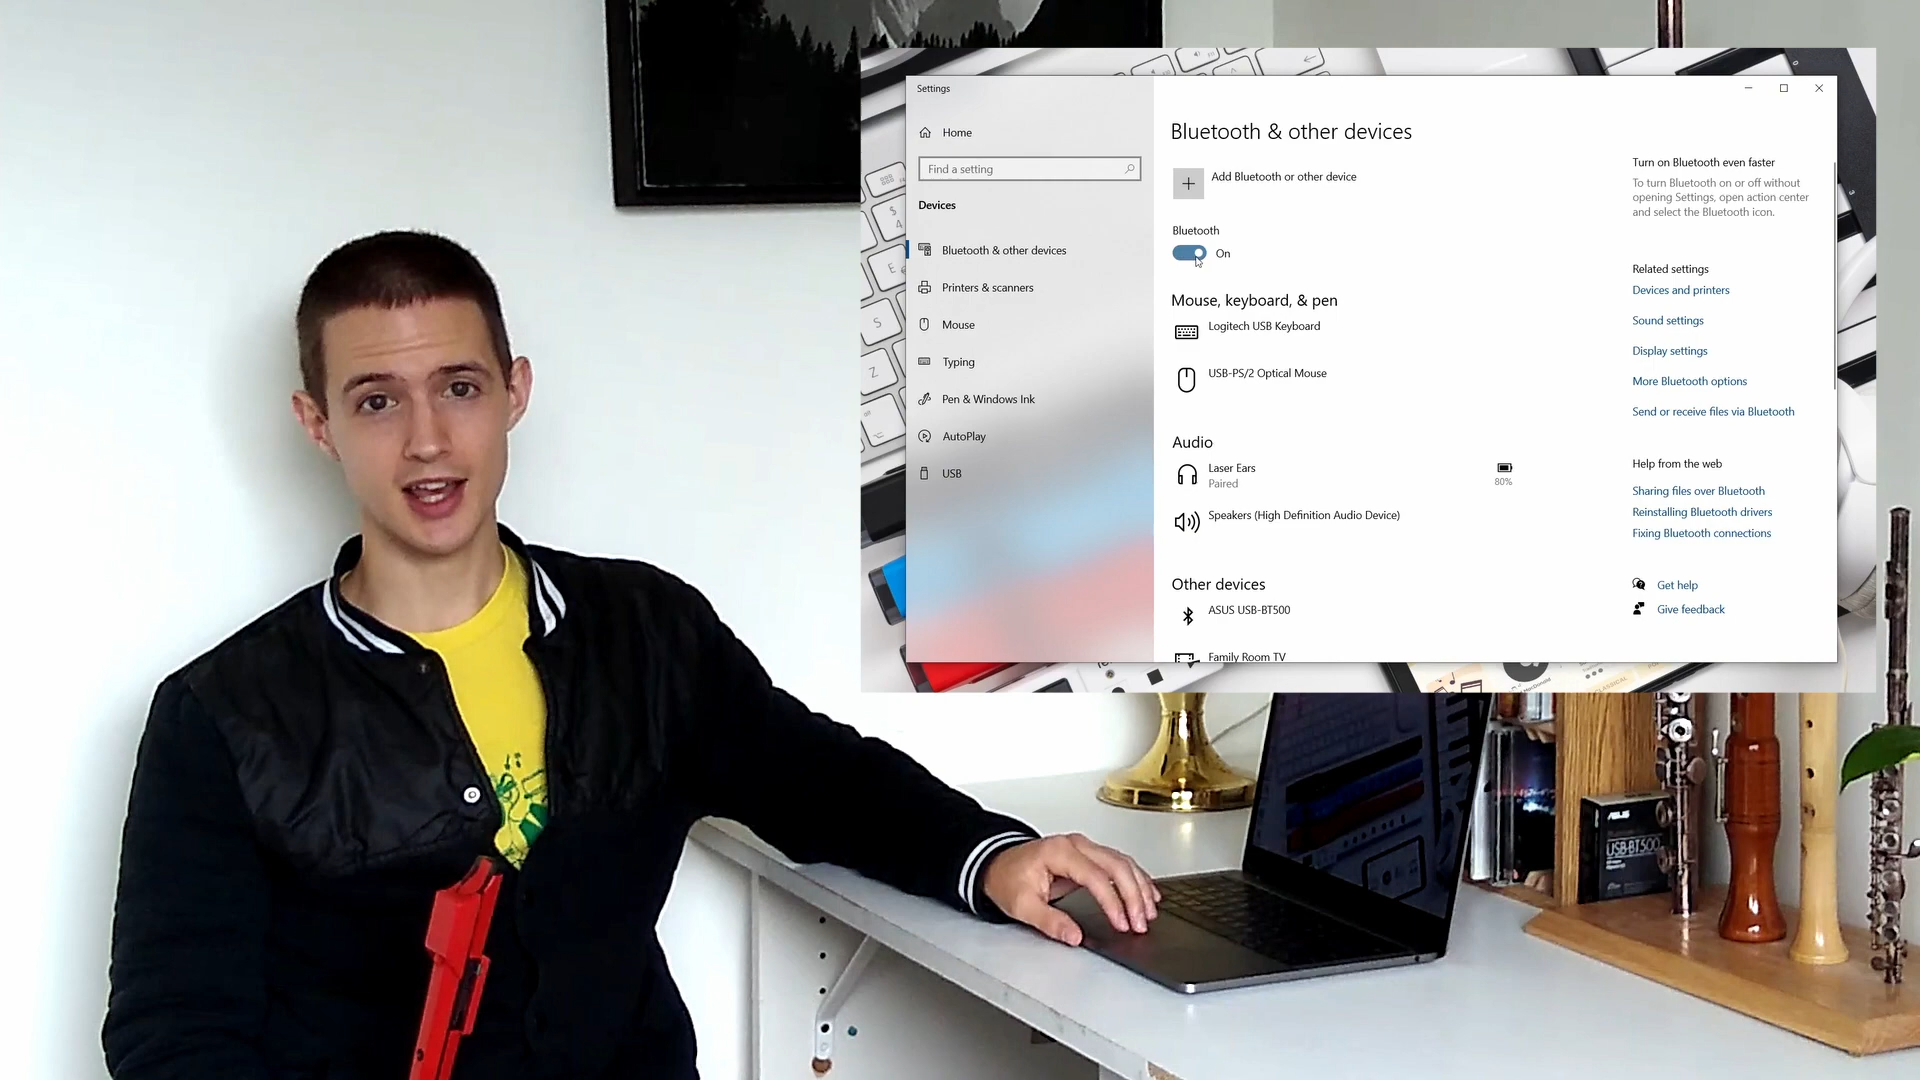 Settings
Home
Find a setting
Devices
Bluetooth & other devices
Printers & scanners
Mouse
Typing
Pen & Windows Ink
AutoPlay
USB
Bluetooth & other devices
Add Bluetooth or other device
Bluetooth
On
Mouse, keyboard, & pen
Logitech USB Keyboard
USB-PS/2 Optical Mouse
Audio
Laser Ears
Paired
80%
Speakers (High Definition Audio Device)
Other devices
ASUS USB-BT500
Family Room TV
Turn on Bluetooth even faster
To turn Bluetooth on or off without
opening Settings, open action center
and select the Bluetooth icon.
Related settings
Devices and printers
Sound settings
Display settings
More Bluetooth options
Send or receive files via Bluetooth
Help from the web
Sharing files over Bluetooth
Reinstalling Bluetooth drivers
Fixing Bluetooth connections
Get help
Give feedback
$
4
E
S
Z
CLASSICAL
ASUS
USB-BT500